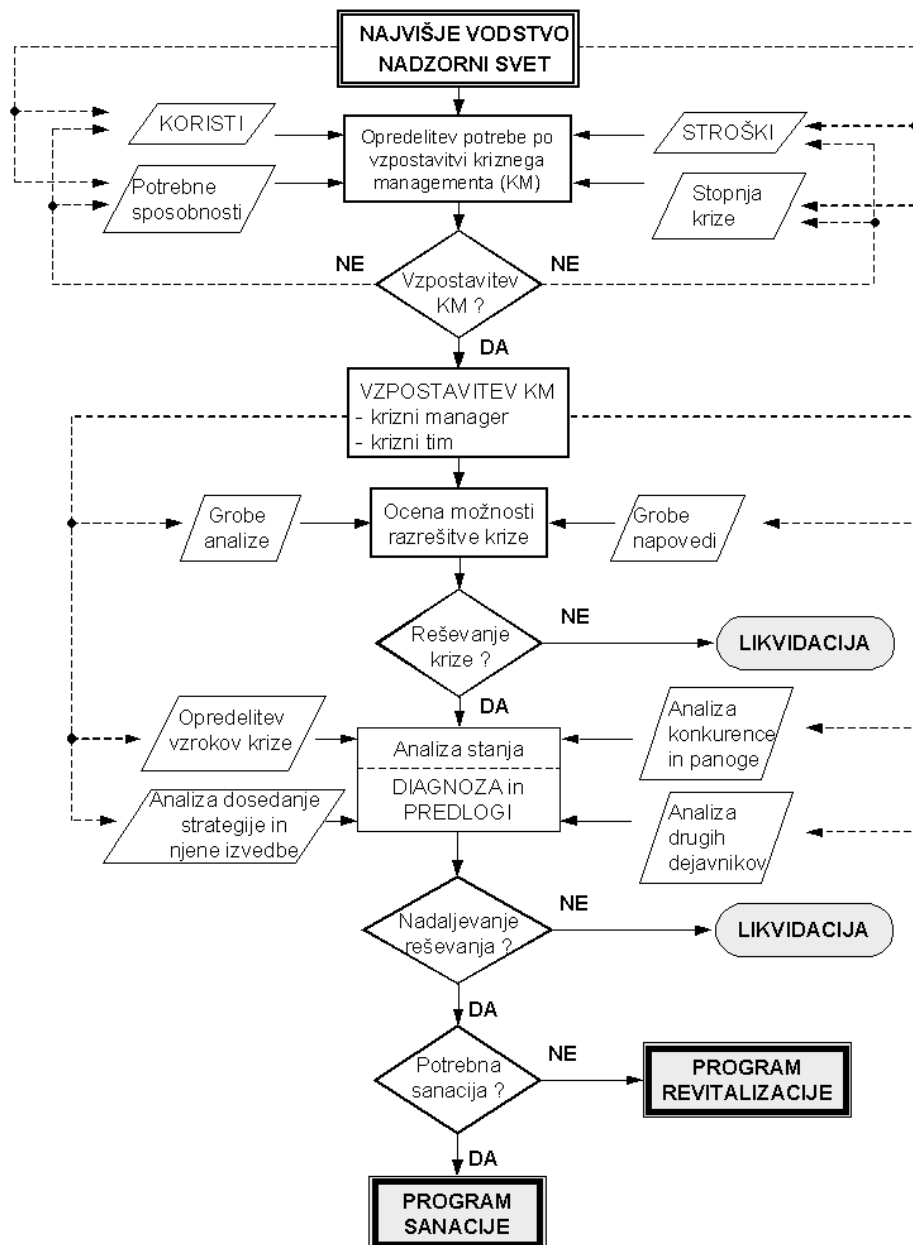 NAJVIŠJE VODSTVO
NADZORNI SVET
KORISTI
Opredelitev potrebe po
vzpostavitvi kriznega
managementa (KM)
STROŠKI
Potrebne
sposobnosti
Stopnja
krize
NE
NE
Vzpostavitev
KM ?
DA
VZPOSTAVITEV KM
- krizni manager
- krizni tim
Grobe
analize
Ocena možnosti
razrešitve krize
Grobe
napovedi
Reševanje
krize ?
NE
LIKVIDACIJA
DA
Opredelitev
vzrokov krize
Analiza stanja
DIAGNOZA in
PREDLOGI
Analiza
konkurence
in panoge
Analiza dosedanje
strategije in
njene izvedbe
Analiza
drugih
dejavnikov
Nadaljevanje
reševanja ?
NE
LIKVIDACIJA
DA
Potrebna
sanacija ?
NE
PROGRAM
REVITALIZACIJE
DA
PROGRAM
SANACIJE